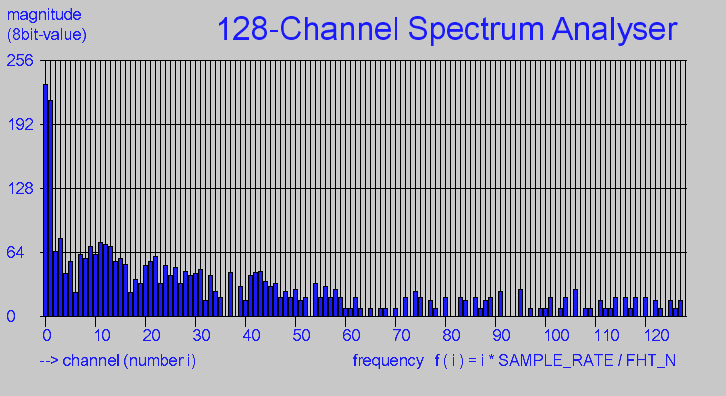 magnitude
(8bit-value)
128-Channel Spectrum Analyser
256
192
128
64
0
0 10 20 30 40 50 60 70 80 90 100 110 120
--> channel (number i)
frequency f ( i ) = i * SAMPLE_RATE / FHT_N